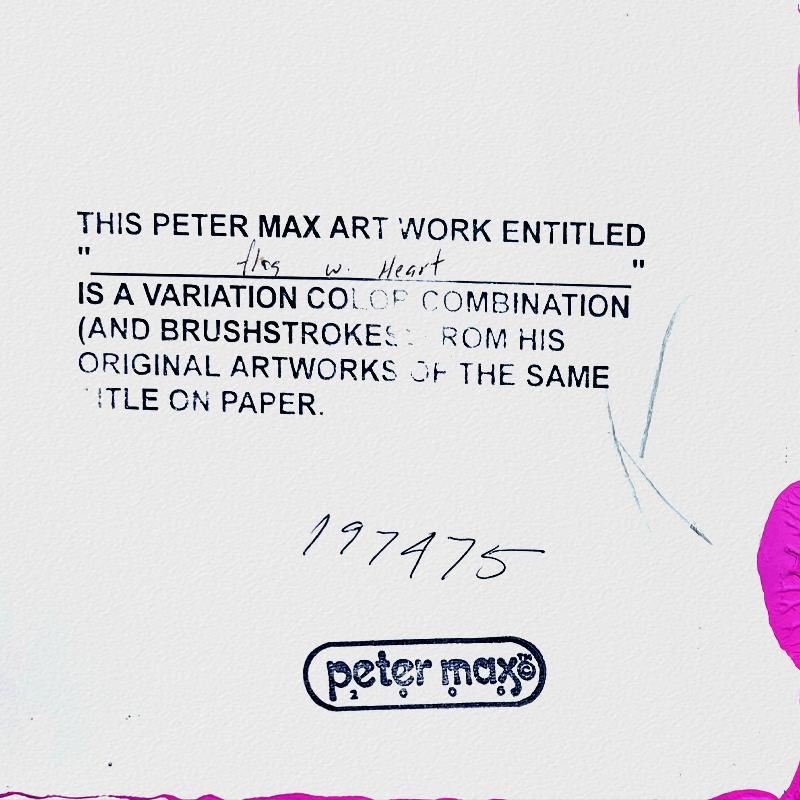 THIS PETER MAX ART WORK ENTITLED
" flag w. Heart "
IS A VARIATION COLOR COMBINATION
(AND BRUSHSTROKES) FROM HIS
ORIGINAL ARTWORKS OF THE SAME
TITLE ON PAPER.
197475
peter max™©
2006